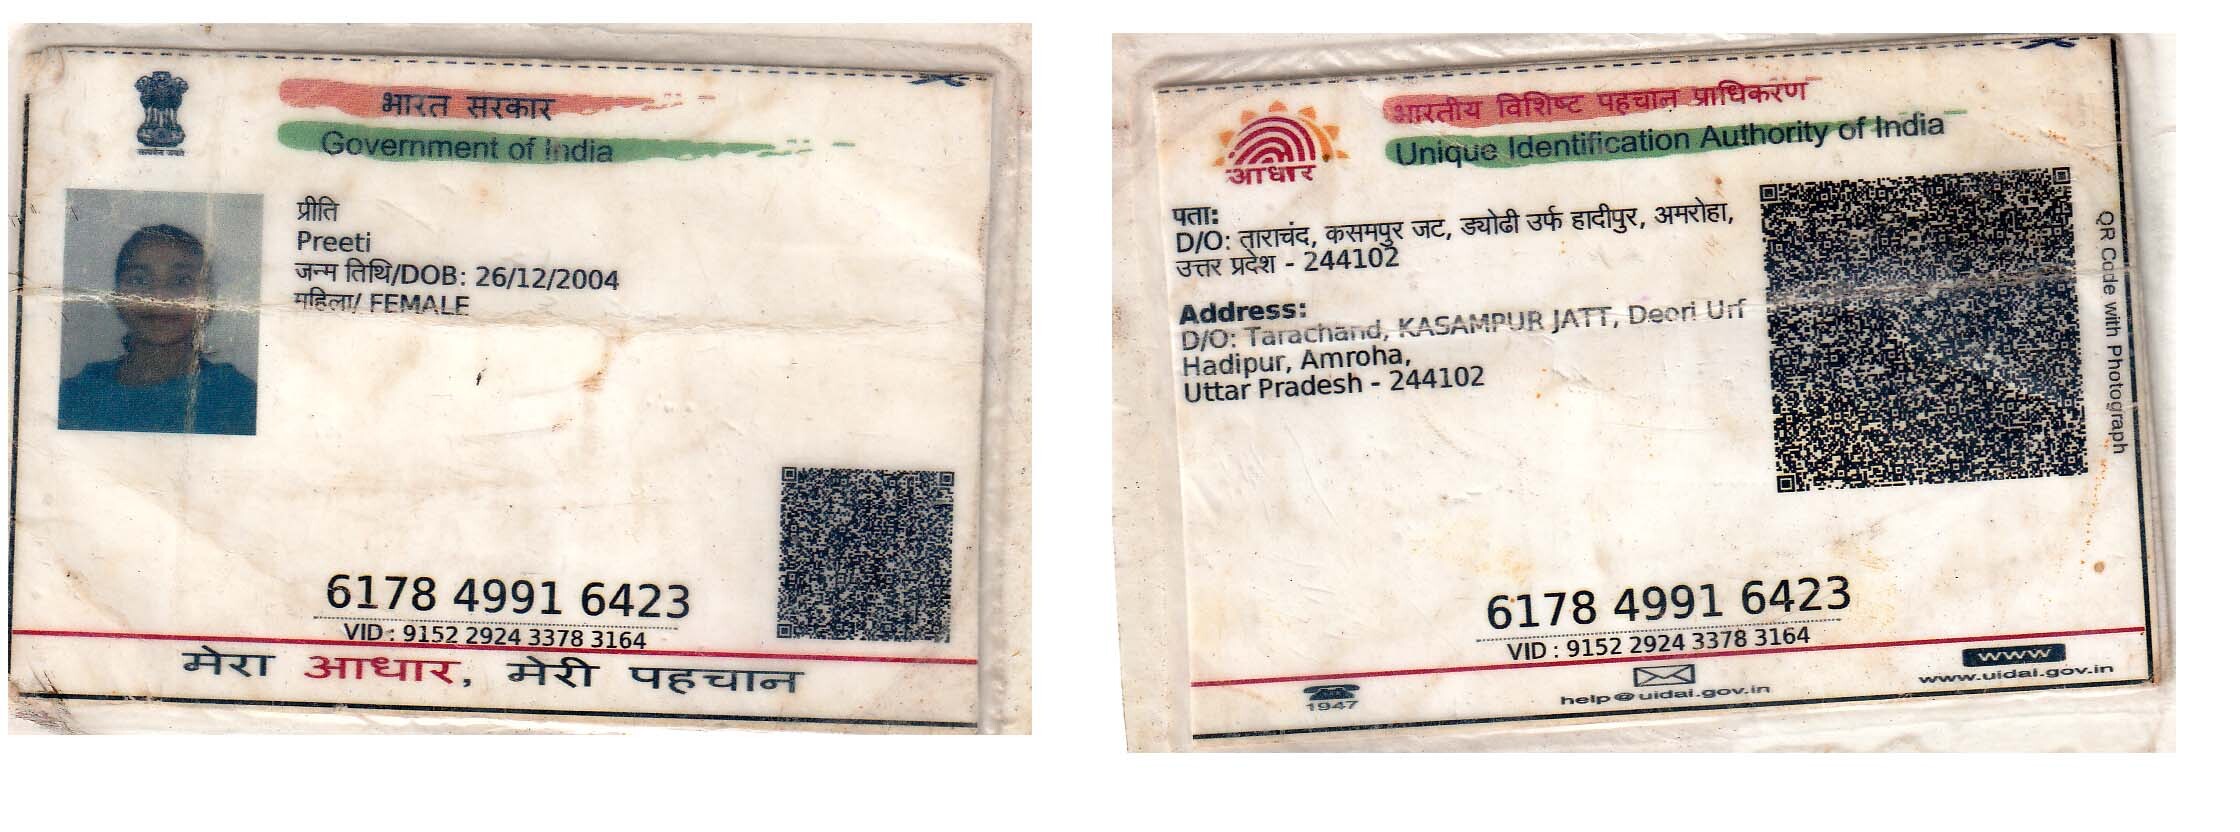 भारत सरकार
Government of India
प्रीति
Preeti
जन्म तिथि/DOB: 26/12/2004
महिला/ FEMALE
6178 4991 6423
VID : 9152 2924 3378 3164
मेरा आधार, मेरी पहचान
भारतीय विशिष्ट पहचान प्राधिकरण
Unique Identification Authority of India
आधार
पता:
D/O: ताराचंद, कसमपुर जट, ड्योढी उर्फ हादीपुर, अमरोहा,
उत्तर प्रदेश - 244102
Address:
D/O: Tarachand, KASAMPUR JATT, Deori Urf
Hadipur, Amroha,
Uttar Pradesh - 244102
QR Code with Photograph
6178 4991 6423
VID : 9152 2924 3378 3164
1947
help@uidai.gov.in
www
www.uidai.gov.in